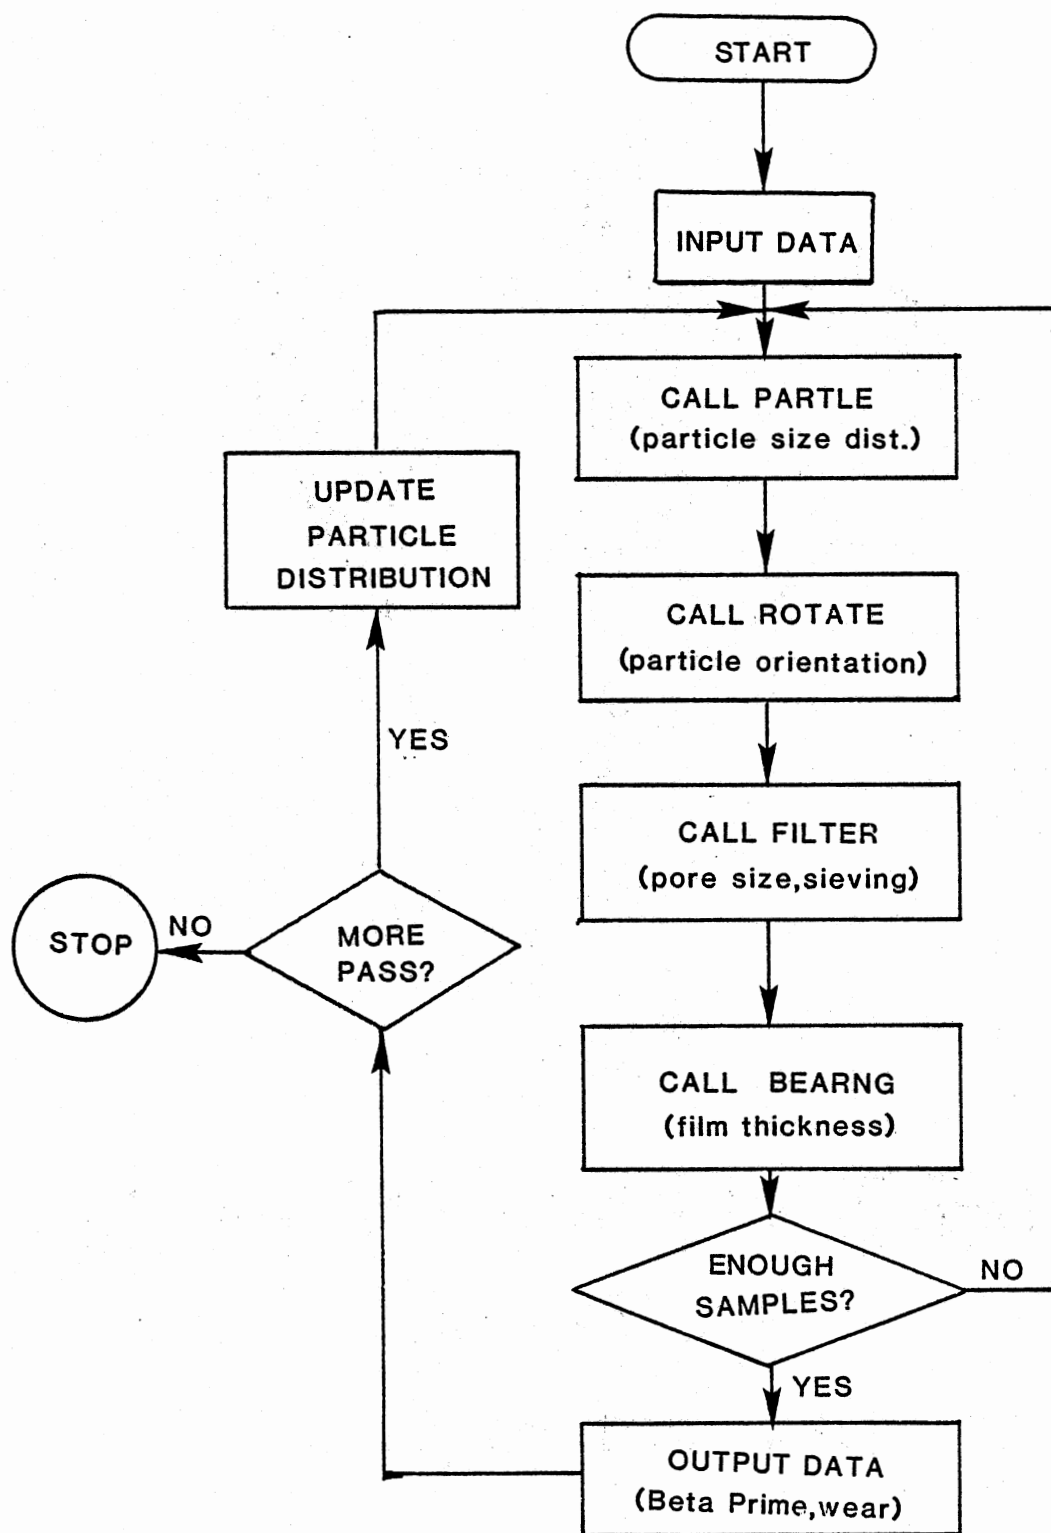 START
INPUT DATA
CALL PARTLE
(particle size dist.)
UPDATE
PARTICLE
DISTRIBUTION
CALL ROTATE
(particle orientation)
YES
CALL FILTER
(pore size,sieving)
STOP
NO
MORE
PASS?
CALL BEARNG
(film thickness)
ENOUGH
SAMPLES?
NO
YES
OUTPUT DATA
(Beta Prime,wear)